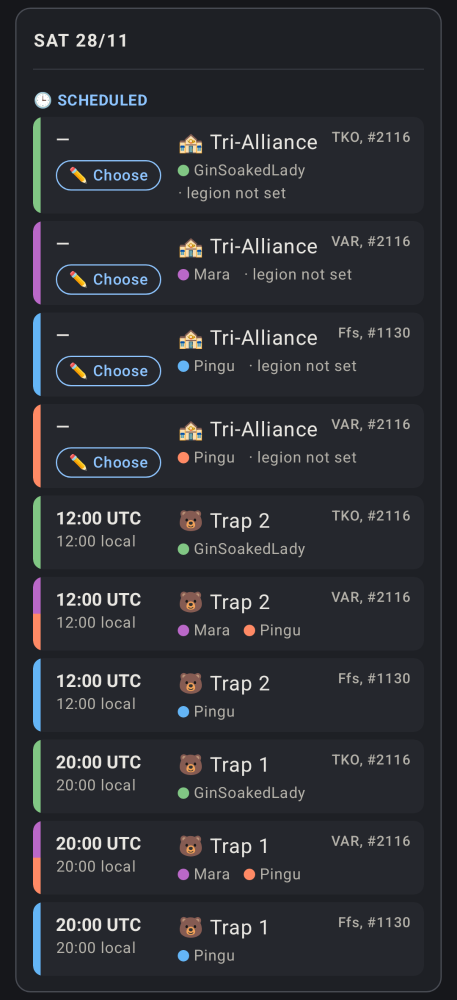 SAT 28/11
SCHEDULED
— Tri-Alliance TKO, #2116
Choose GinSoakedLady
· legion not set
— Tri-Alliance VAR, #2116
Choose Mara · legion not set
— Tri-Alliance Ffs, #1130
Choose Pingu · legion not set
— Tri-Alliance VAR, #2116
Choose Pingu · legion not set
12:00 UTC Trap 2 TKO, #2116
12:00 local GinSoakedLady
12:00 UTC Trap 2 VAR, #2116
12:00 local Mara Pingu
12:00 UTC Trap 2 Ffs, #1130
12:00 local Pingu
20:00 UTC Trap 1 TKO, #2116
20:00 local GinSoakedLady
20:00 UTC Trap 1 VAR, #2116
20:00 local Mara Pingu
20:00 UTC Trap 1 Ffs, #1130
20:00 local Pingu